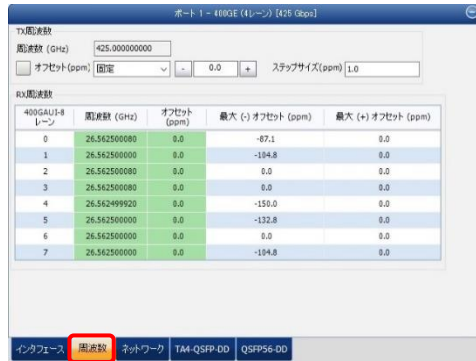 ポート 1 - 400GE (4レーン) [425 Gbps]
TX周波数
周波数 (GHz) 425.000000000
オフセット(ppm) 固定 - 0.0 + ステップサイズ(ppm) 1.0
RX周波数
400GAUI-8 レーン 周波数 (GHz) オフセット (ppm) 最大 (-) オフセット (ppm) 最大 (+) オフセット (ppm)
0 26.562500080 0.0 -87.1 0.0
1 26.562500000 0.0 -104.8 0.0
2 26.562500080 0.0 0.0 0.0
3 26.562500080 0.0 0.0 0.0
4 26.562499920 0.0 -150.0 0.0
5 26.562500000 0.0 -132.8 0.0
6 26.562500000 0.0 0.0 0.0
7 26.562500000 0.0 -104.8 0.0
インタフェース 周波数 ネットワーク TA4-QSFP-DD QSFP56-DD